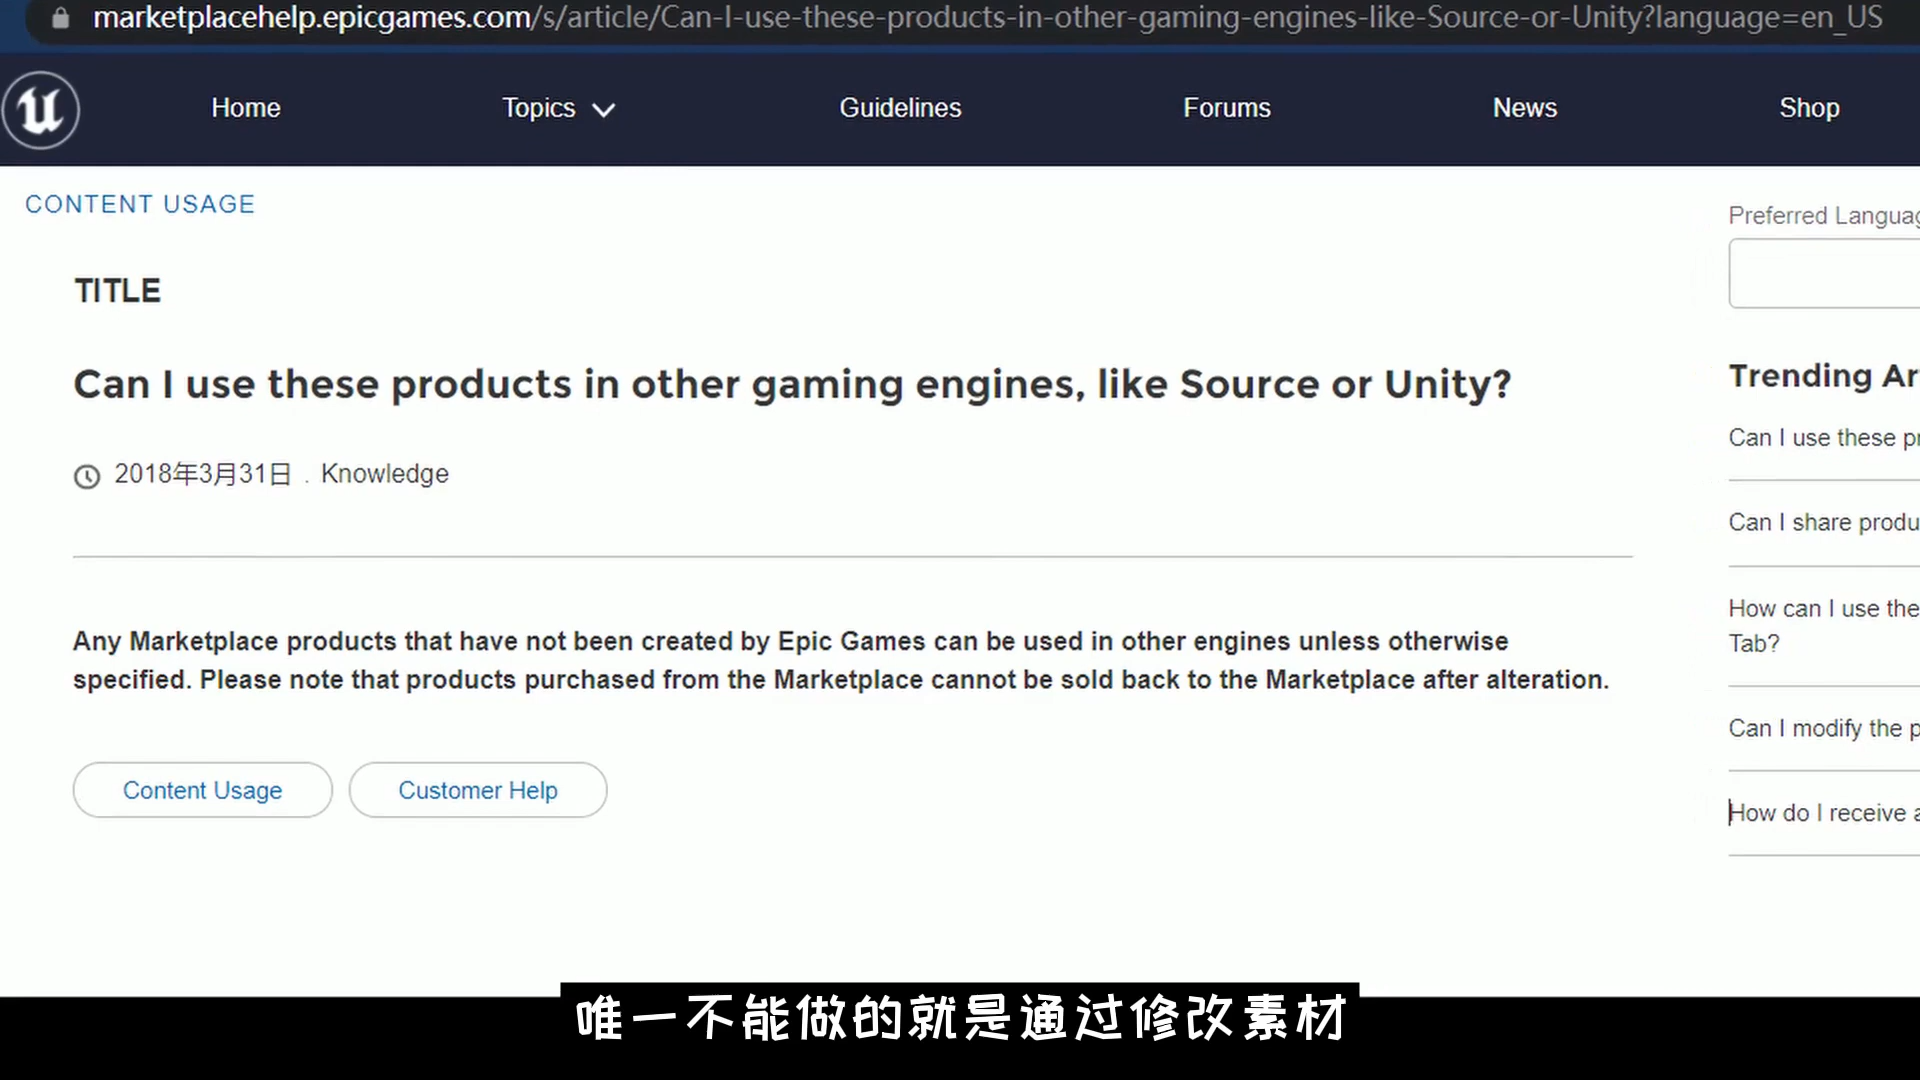 marketplacehelp.epicgames.com/s/article/Can-I-use-these-products-in-other-gaming-engines-like-Source-or-Unity?language=en_US
Home
Topics
Guidelines
Forums
News
Shop
CONTENT USAGE
TITLE
Can I use these products in other gaming engines, like Source or Unity?
2018年3月31日 . Knowledge
Any Marketplace products that have not been created by Epic Games can be used in other engines unless otherwise
specified. Please note that products purchased from the Marketplace cannot be sold back to the Marketplace after alteration.
Content Usage
Customer Help
Preferred
Trending
Can I use these
Can I share
How can I use
Tab?
Can I modify the
How do I receive
唯一不能做的就是通过修改素材